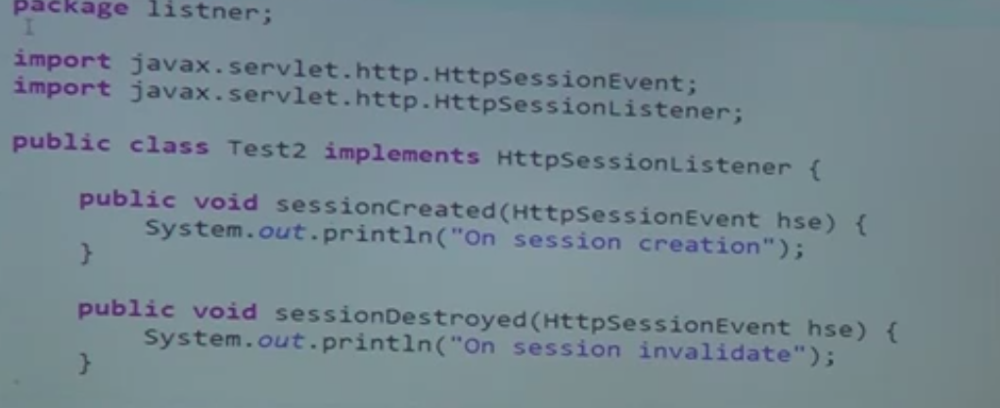 package listner;
import javax.servlet.http.HttpSessionEvent;
import javax.servlet.http.HttpSessionListener;
public class Test2 implements HttpSessionListener {
public void sessionCreated(HttpSessionEvent hse) {
System.out.println("On session creation");
}
public void sessionDestroyed(HttpSessionEvent hse) {
System.out.println("On session invalidate");
}